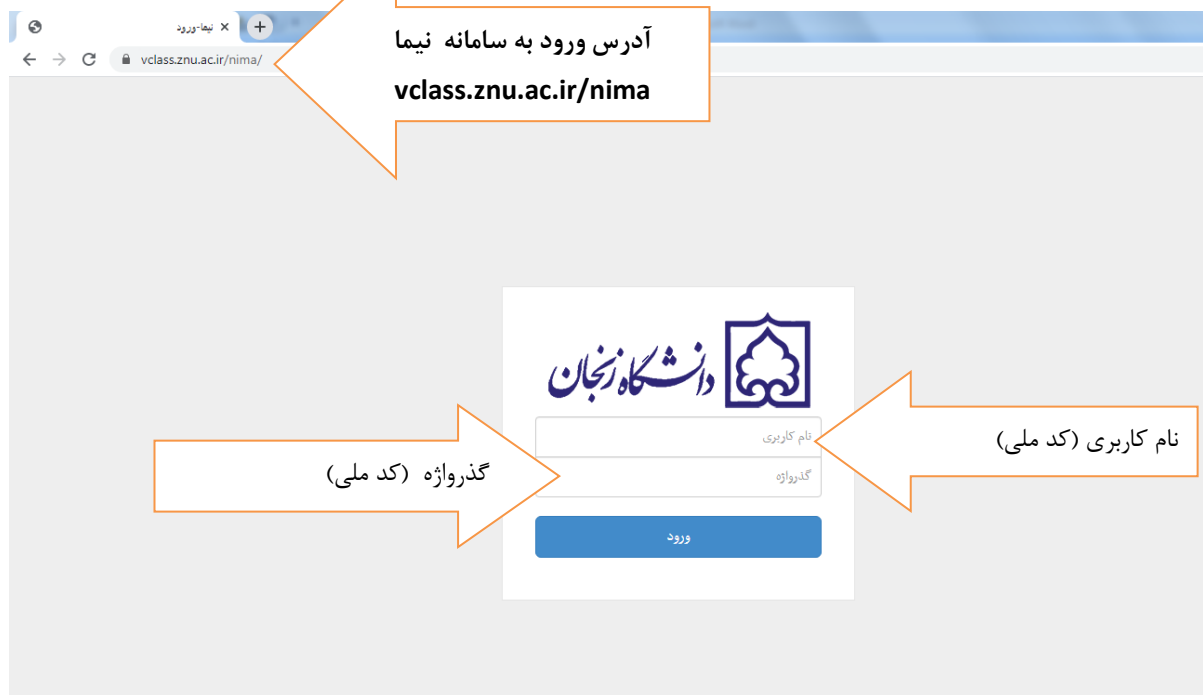 نیما-ورود
vclass.znu.ac.ir/nima/
آدرس ورود به سامانه نیما
vclass.znu.ac.ir/nima
دانشگاه زنجان
نام کاربری
نام کاربری (کد ملی)
گذرواژه
گذرواژه (کد ملی)
ورود